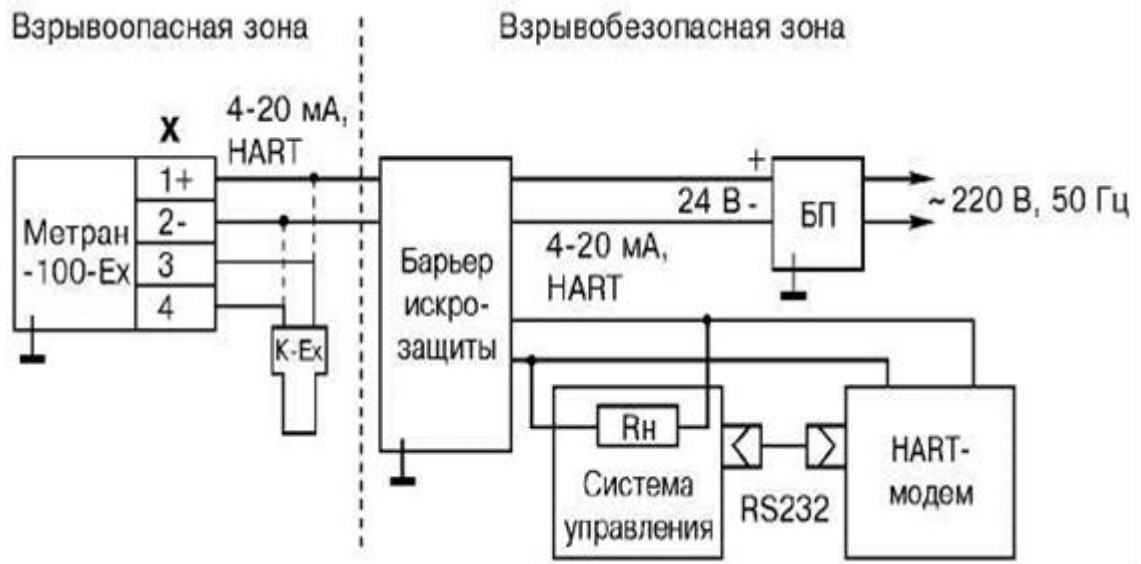 Взрывоопасная зона
Взрывобезопасная зона
X
4-20 мА,
HART
1+
2-
3
4
Метран
-100-Ex
К-Ех
Барьер
искро-
защиты
+
24 В -
БП
~220 В, 50 Гц
4-20 мА,
HART
Rн
Система
управления
RS232
HART-
модем